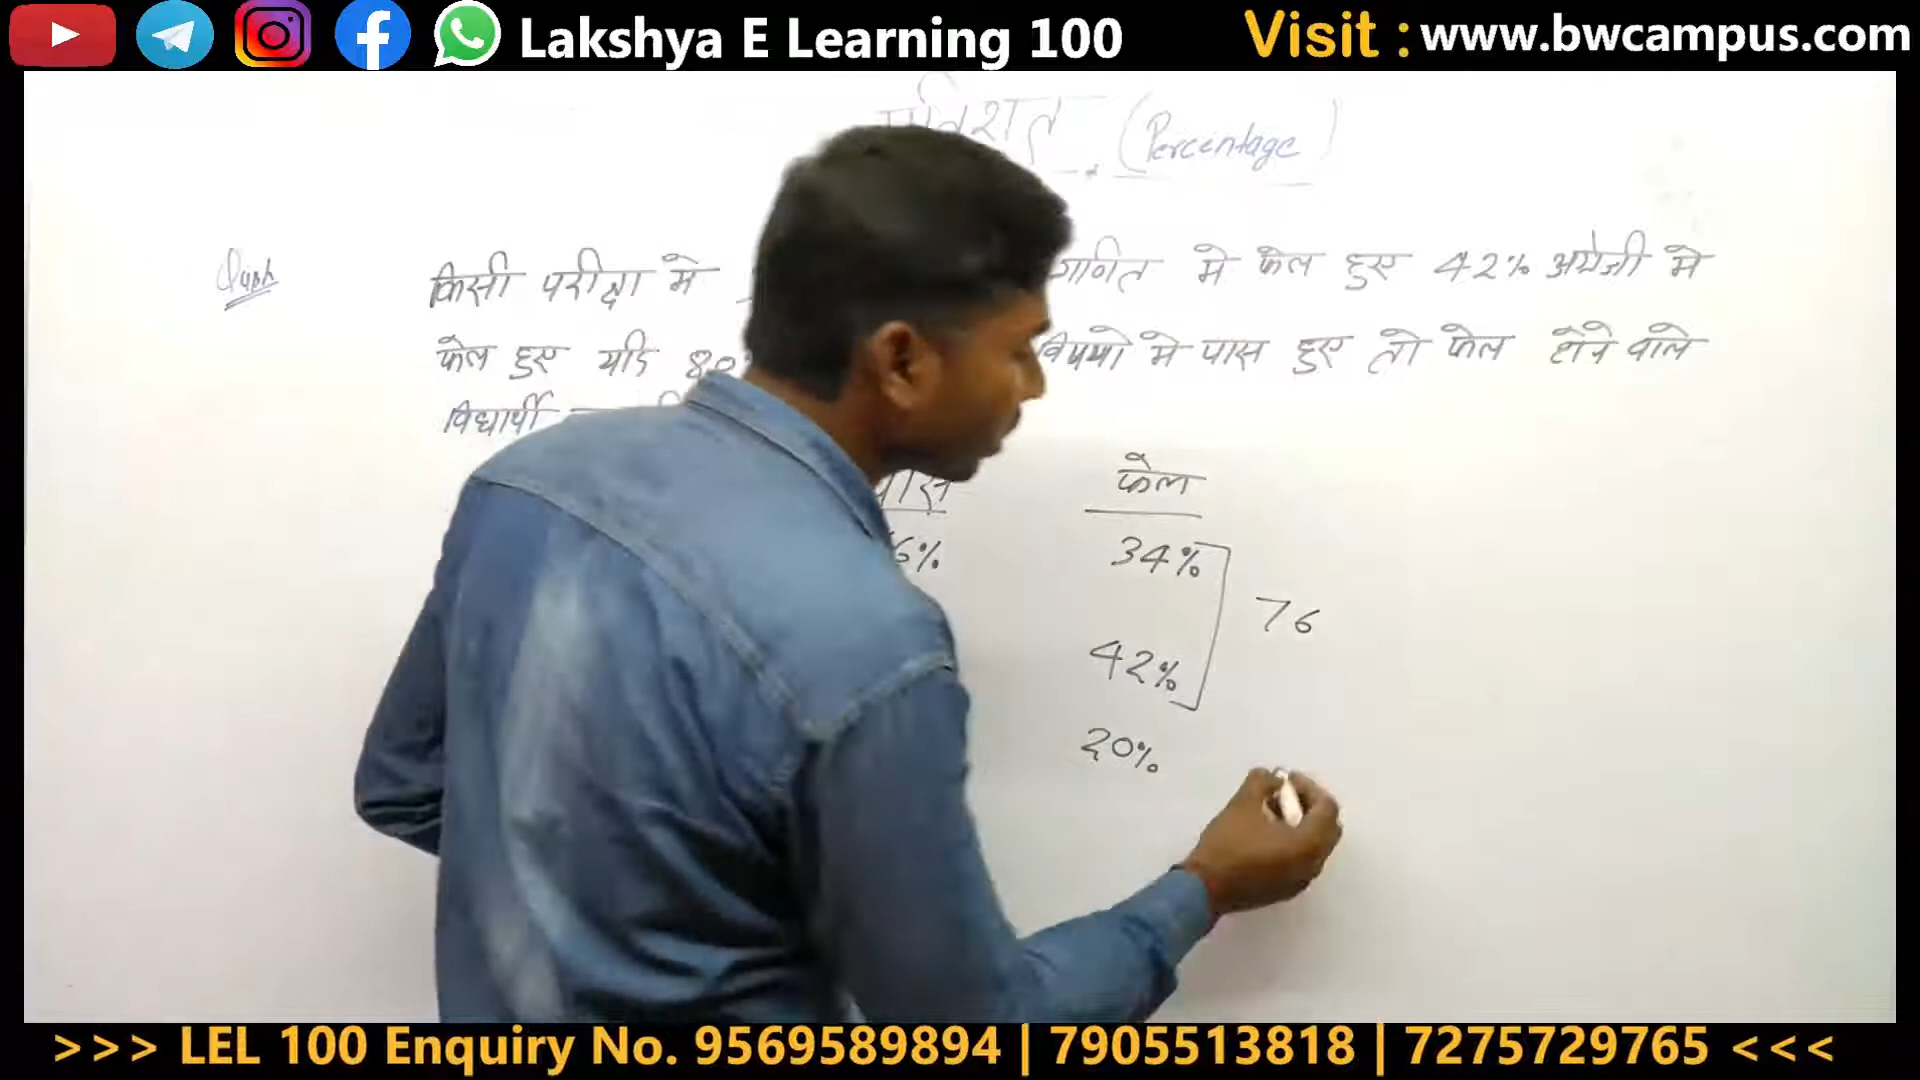 Lakshya E Learning 100
Visit : www.bwcampus.com
(Percentage)
किसी परीक्षा मे गणित मे फेल हुए 42% अंग्रेजी मे
फेल हुए यदि 80 विषयो मे पास हुए तो फेल होने वाले
विद्यार्थी
पास फेल
6% 34%
76
42%
20%
>>> LEL 100 Enquiry No. 9569589894 | 7905513818 | 7275729765 <<<